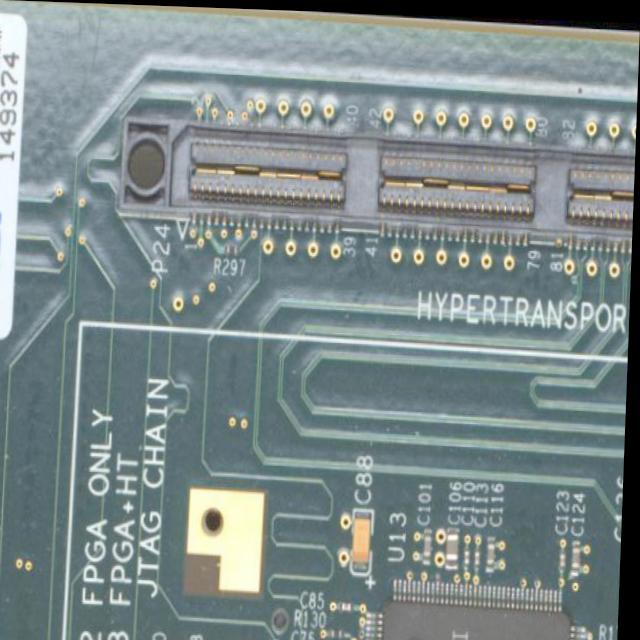 149374
40
42
80
82
P24
1
39
41
79
81
R297
HYPERTRANSPOR
FPGA ONLY
FPGA+HT
JTAG CHAIN
C88
+
U13
C101
C106
C110
C113
C116
C123
C124
C85
R130